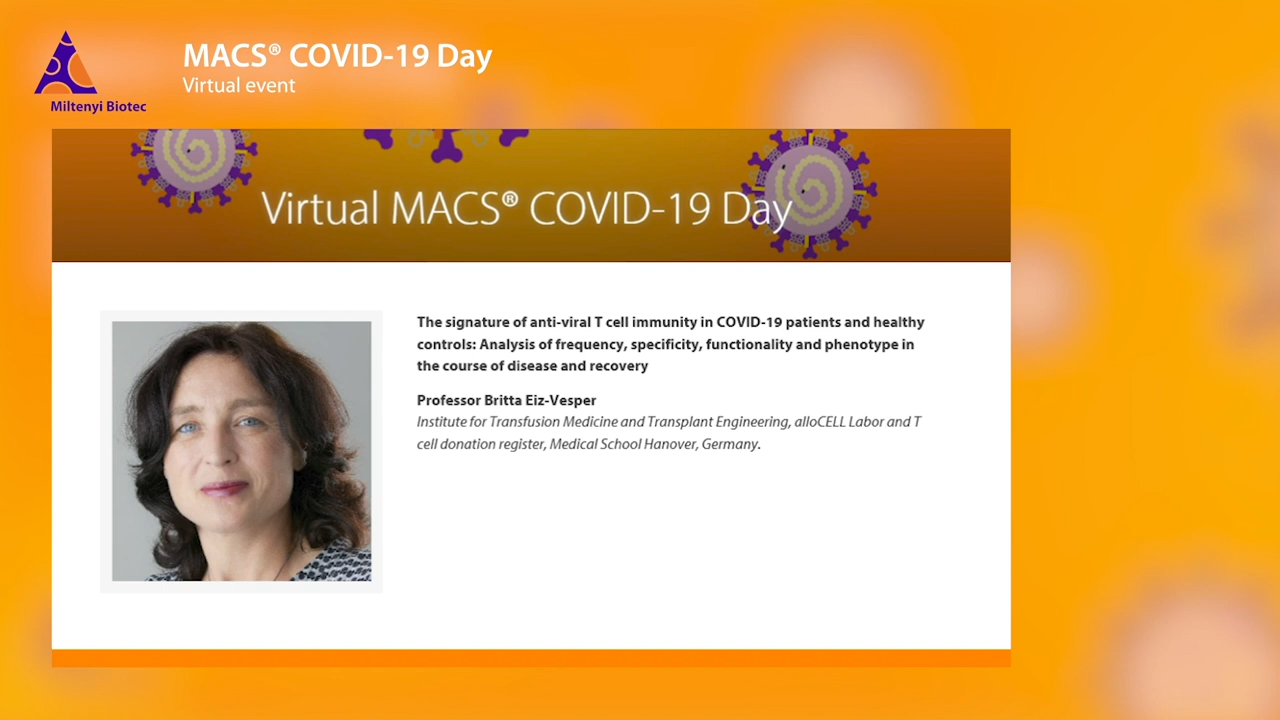 MACS® COVID-19 Day
Virtual event
Miltenyi Biotec
Virtual MACS® COVID-19 Day
The signature of anti-viral T cell immunity in COVID-19 patients and healthy
controls: Analysis of frequency, specificity, functionality and phenotype in
the course of disease and recovery
Professor Britta Eiz-Vesper
Institute for Transfusion Medicine and Transplant Engineering, alloCELL Labor and T
cell donation register, Medical School Hanover, Germany.